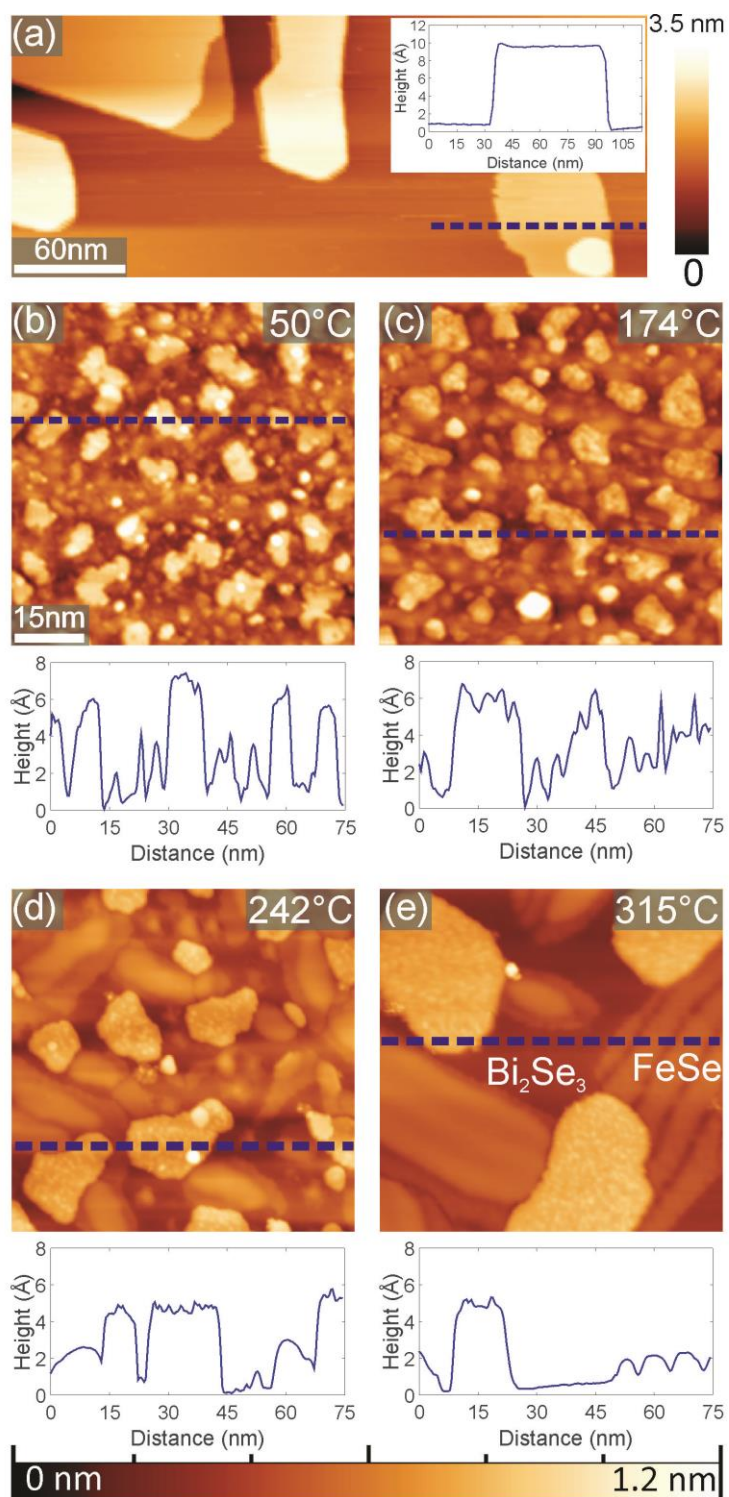 (a)
3.5 nm
Height (Å)
12
10
8
6
4
2
0
0 15 30 45 60 75 90 105
Distance (nm)
60nm
0
(b) 50°C
(c) 174°C
15nm
Height (Å)
8
6
4
2
0
0 15 30 45 60 75
Distance (nm)
Height (Å)
8
6
4
2
0
0 15 30 45 60 75
Distance (nm)
(d) 242°C
(e) 315°C
Bi₂Se₃ FeSe
Height (Å)
8
6
4
2
0
0 15 30 45 60 75
Distance (nm)
Height (Å)
8
6
4
2
0
0 15 30 45 60 75
Distance (nm)
0 nm 1.2 nm